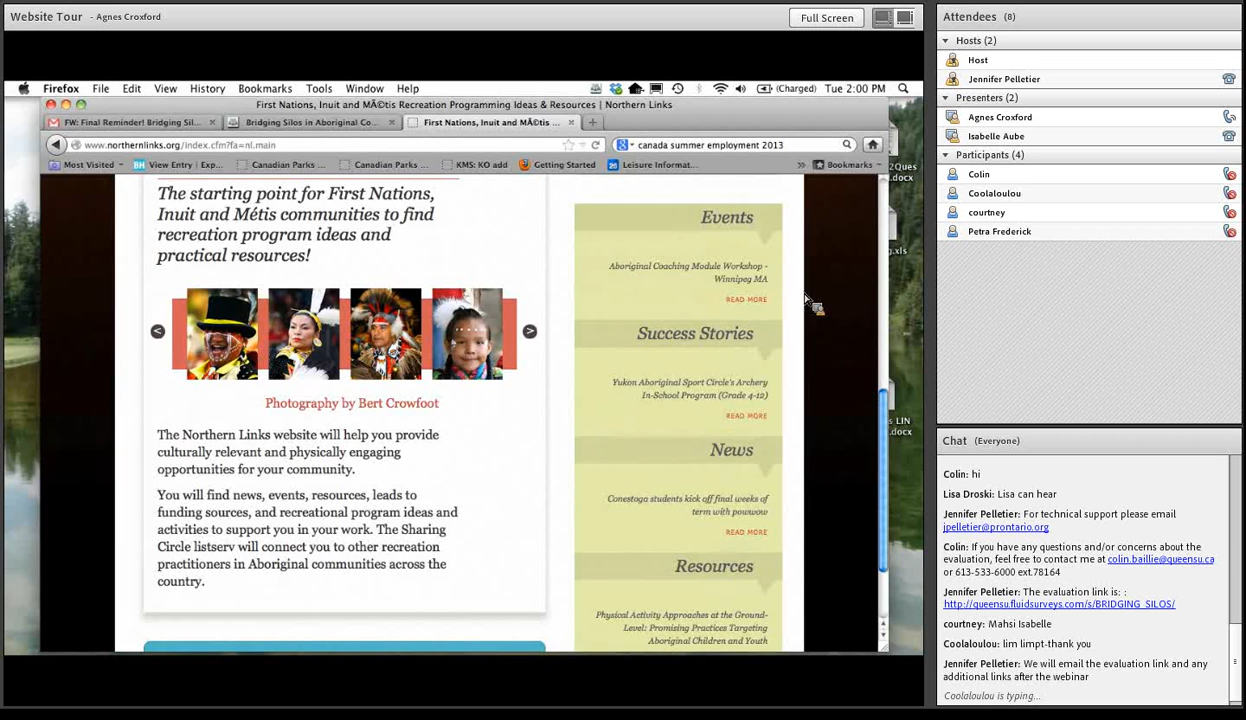 Website Tour - Agnes Croxford
Full Screen
Firefox File Edit View History Bookmarks Tools Window Help
(Charged) Tue 2:00 PM
First Nations, Inuit and MÃ©tis Recreation Programming Ideas & Resources | Northern Links
FW: Final Reminder! Bridging Sil... × Bridging Silos in Aboriginal Co... × First Nations, Inuit and MÃ©tis ... × +
www.northernlinks.org/index.cfm?fa=nl.main
canada summer employment 2013
Most Visited View Entry | Exp... Canadian Parks ... Canadian Parks ... KMS: KO add Getting Started Leisure Informat... » Bookmarks
2Ques
.docx
.xls
s LIN
.docx
The starting point for First Nations,
Inuit and Métis communities to find
recreation program ideas and
practical resources!
< >
Photography by Bert Crowfoot
The Northern Links website will help you provide
culturally relevant and physically engaging
opportunities for your community.
You will find news, events, resources, leads to
funding sources, and recreational program ideas and
activities to support you in your work. The Sharing
Circle listserv will connect you to other recreation
practitioners in Aboriginal communities across the
country.
Events
Aboriginal Coaching Module Workshop -
Winnipeg MA
READ MORE
Success Stories
Yukon Aboriginal Sport Circle's Archery
In-School Program (Grade 4-12)
READ MORE
News
Conestoga students kick off final weeks of
term with powwow
READ MORE
Resources
Physical Activity Approaches at the Ground-
Level: Promising Practices Targeting
Aboriginal Children and Youth
Attendees (8)
Hosts (2)
Host
Jennifer Pelletier
Presenters (2)
Agnes Croxford
Isabelle Aube
Participants (4)
Colin
Coolaloulou
courtney
Petra Frederick
Chat (Everyone)
Colin: hi
Lisa Droski: Lisa can hear
Jennifer Pelletier: For technical support please email
jpelletier@prontario.org
Colin: If you have any questions and/or concerns about the
evaluation, feel free to contact me at colin.baillie@queensu.ca
or 613-533-6000 ext.78164
Jennifer Pelletier: The evaluation link is: :
http://queensu.fluidsurveys.com/s/BRIDGING_SILOS/
courtney: Mahsi Isabelle
Coolaloulou: lim limpt-thank you
Jennifer Pelletier: We will email the evaluation link and any
additional links after the webinar
Coolaloulou is typing...